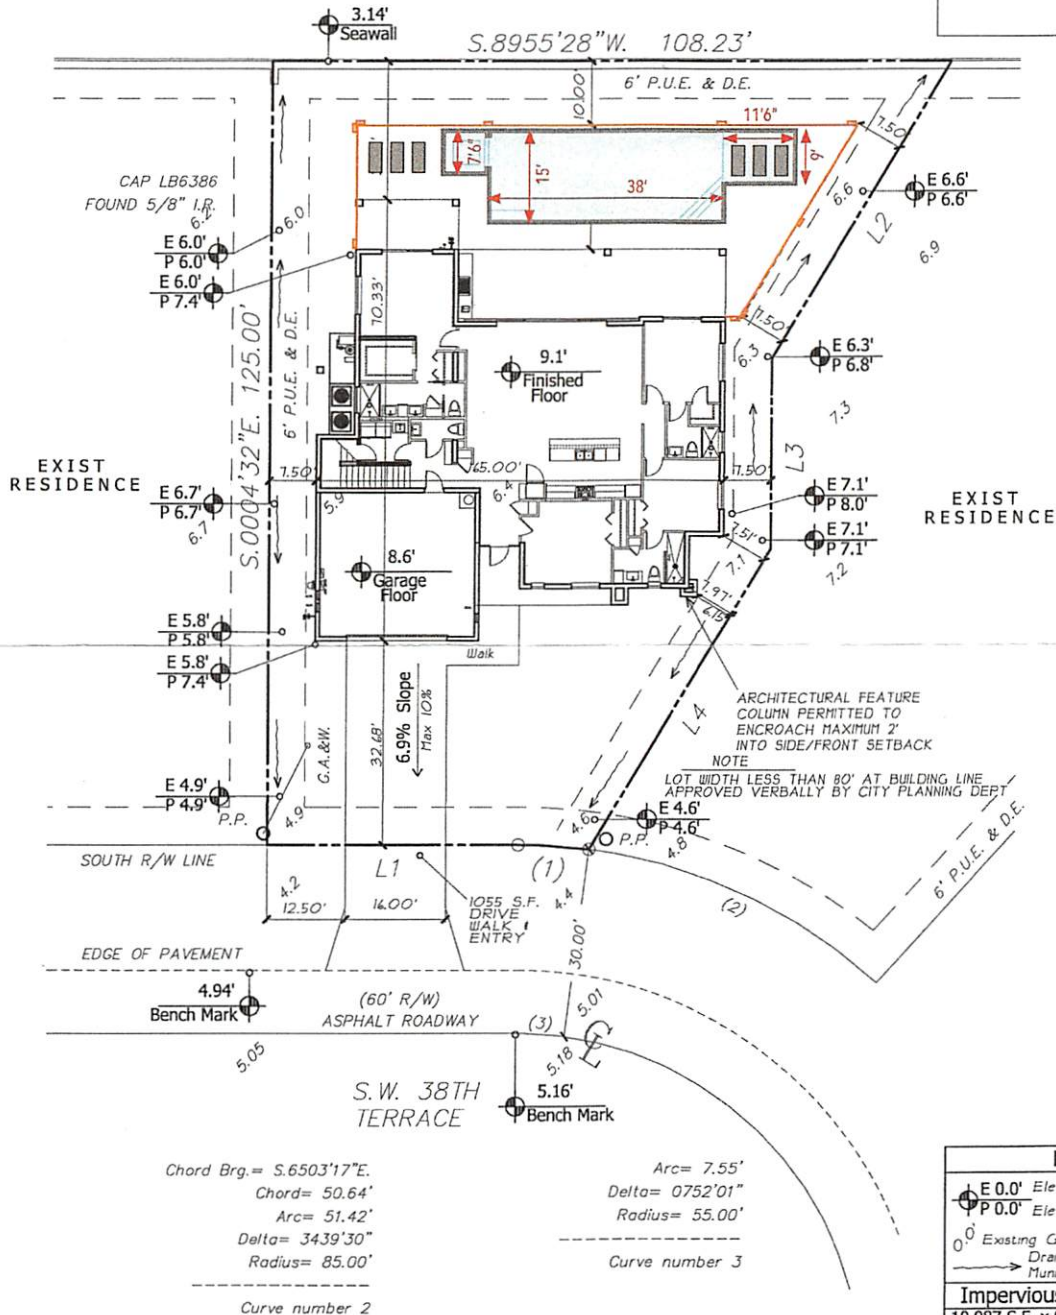 3.14'
Seawall
S.8955'28"W. 108.23'
6' P.U.E. & D.E.
10.00'
11'6"
7.50'
7'6"
15'
9'
38'
CAP LB6386
FOUND 5/8" I.R.
6.2
6.0
E 6.0'
P 6.0'
E 6.0'
P 7.4'
6.6
E 6.6'
P 6.6'
L2
6.9
70.33'
S.0004'32"E. 125.00'
6' P.U.E. & D.E.
7.50'
6.3
E 6.3'
P 6.8'
9.1'
Finished
Floor
7.3
L3
EXIST
RESIDENCE
7.50'
65.00'
6.4
7.50'
E 6.7'
P 6.7'
6.7
5.9
E 7.1'
P 8.0'
EXIST
RESIDENCE
7.51'
E 7.1'
P 7.1'
7.1
7.2
8.6'
Garage
Floor
7.97'
6.15'
E 5.8'
P 5.8'
E 5.8'
P 7.4'
Walk
6.9% Slope
Max 10%
32.68'
G.A.&W.
L4
ARCHITECTURAL FEATURE
COLUMN PERMITTED TO
ENCROACH MAXIMUM 2'
INTO SIDE/FRONT SETBACK
NOTE
LOT WIDTH LESS THAN 80' AT BUILDING LINE
APPROVED VERBALLY BY CITY PLANNING DEPT
E 4.9'
P 4.9'
P.P.
4.9
4.6
E 4.6'
P 4.6'
P.P.
4.8
6' P.U.E. & D.E.
SOUTH R/W LINE
L1
(1)
(2)
4.2
12.50'
16.00'
1055 S.F.
DRIVE
WALK &
ENTRY
4.4
30.00'
EDGE OF PAVEMENT
4.94'
Bench Mark
(60' R/W)
ASPHALT ROADWAY
(3)
5.01
CL
5.05
5.18
S.W. 38TH
TERRACE
5.16'
Bench Mark
Chord Brg.= S.6503'17"E.
Chord= 50.64'
Arc= 51.42'
Delta= 3439'30"
Radius= 85.00'
Curve number 2
Arc= 7.55'
Delta= 0752'01"
Radius= 55.00'
Curve number 3
E 0.0' Ele
P 0.0' Ele
0.0' Existing G
Dra
Mun
Impervious